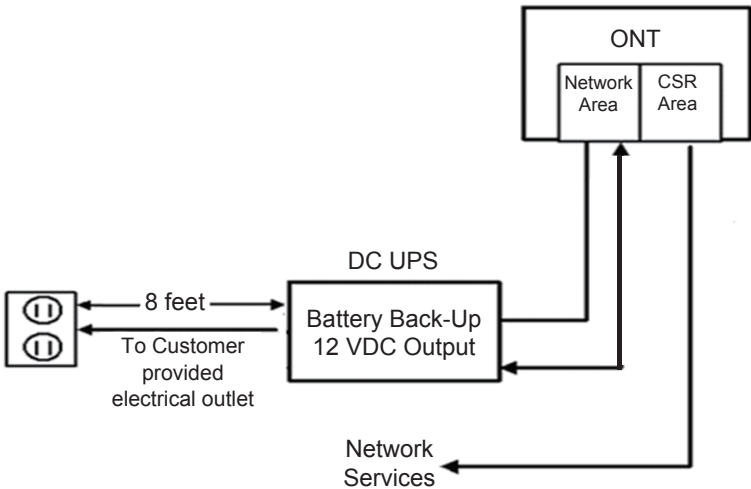 ONT
Network
Area
CSR
Area
DC UPS
8 feet
Battery Back-Up
12 VDC Output
To Customer
provided
electrical outlet
Network
Services